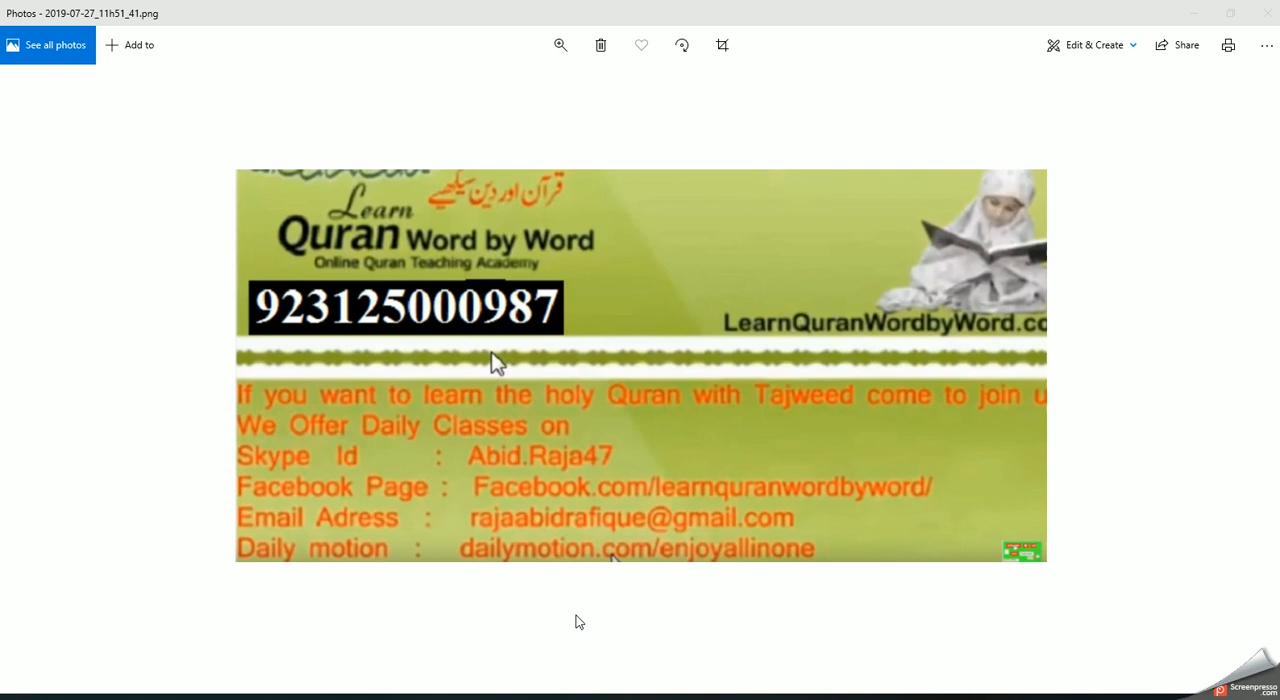 Photos - 2019-07-27_11h51_41.png
See all photos
Add to
Edit & Create
Share
قرآن اور دین سیکھیے
Learn
Quran Word by Word
Online Quran Teaching Academy
923125000987
LearnQuranWordbyWord.co
If you want to learn the holy Quran with Tajweed come to join u
We Offer Daily Classes on
Skype Id : Abid.Raja47
Facebook Page : Facebook.com/learnquranwordbyword/
Email Adress : rajaabidrafique@gmail.com
Daily motion : dailymotion.com/enjoyallinone
Screenpresso
.com